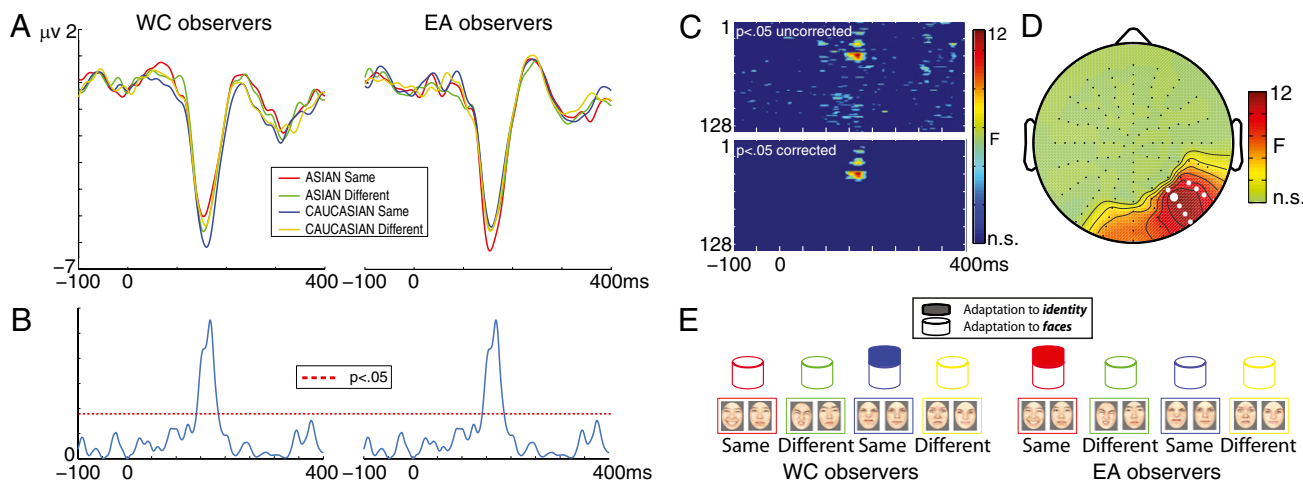 A
WC observers
EA observers
μv 2
−7
−100
0
400
−100
0
400ms
ASIAN Same
ASIAN Different
CAUCASIAN Same
CAUCASIAN Different
B
p<.05
0
−100
0
400
−100
0
400ms
C
1
p<.05 uncorrected
128
1
p<.05 corrected
128
−100
0
400ms
12
F
n.s.
D
12
F
n.s.
E
Adaptation to identity
Adaptation to faces
Same Different Same Different
WC observers
Same Different Same Different
EA observers